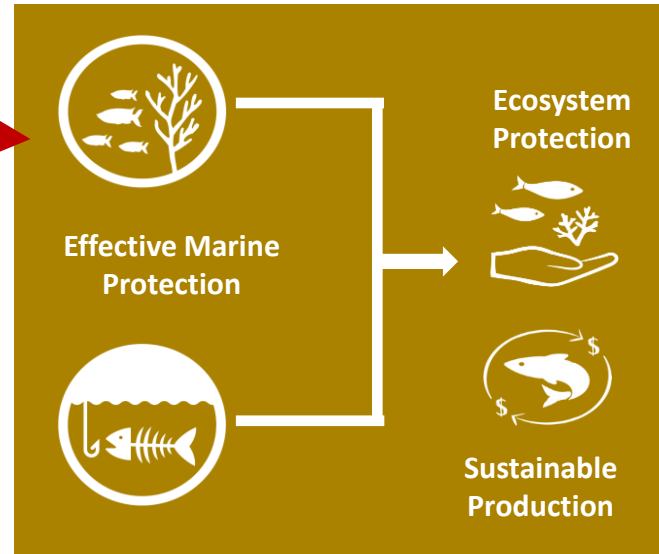 Ecosystem
Protection
Effective Marine
Protection
$
$
Sustainable
Production